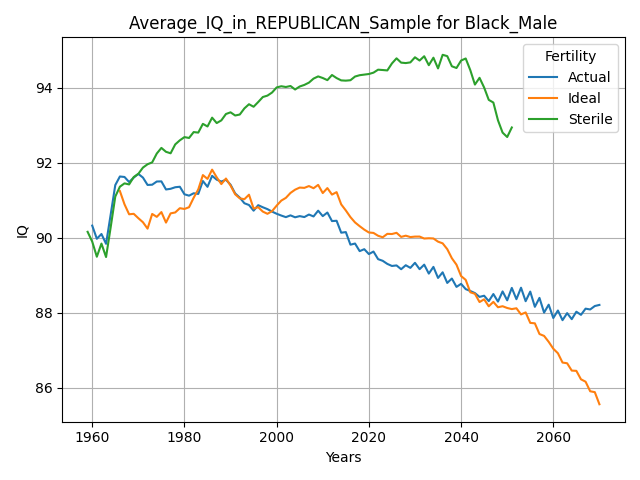 Average_IQ_in_REPUBLICAN_Sample for Black_Male
Fertility
Actual
Ideal
Sterile
IQ
94
92
90
88
86
1960
1980
2000
2020
2040
2060
Years